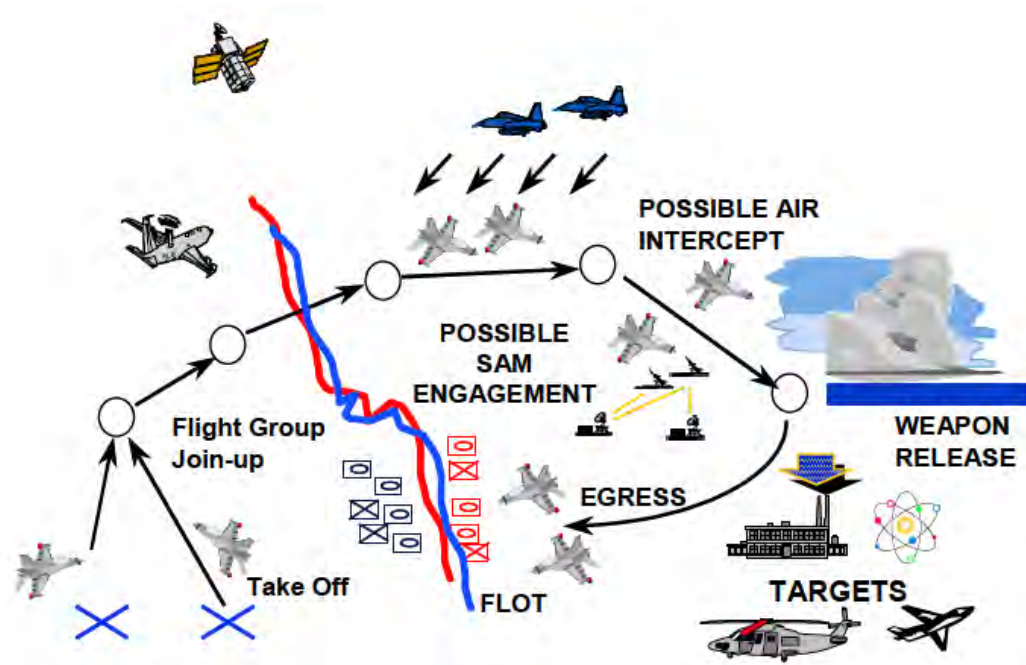 POSSIBLE AIR
INTERCEPT
POSSIBLE
SAM
ENGAGEMENT
Flight Group
Join-up
WEAPON
RELEASE
EGRESS
Take Off
FLOT
TARGETS